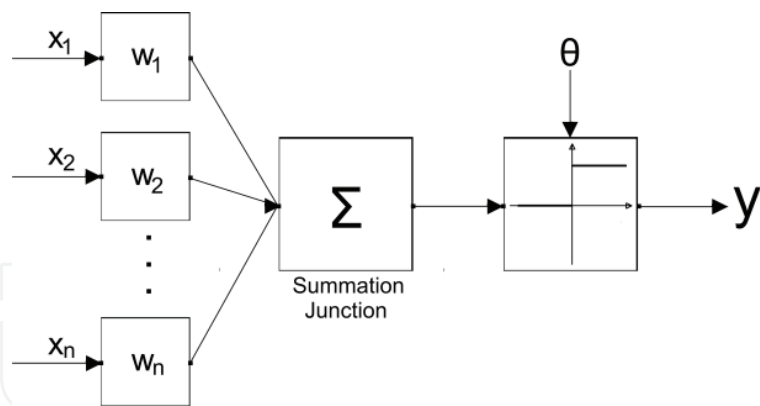 x₁
w₁
θ
x₂
w₂
Σ
y
Summation
Junction
xₙ
wₙ